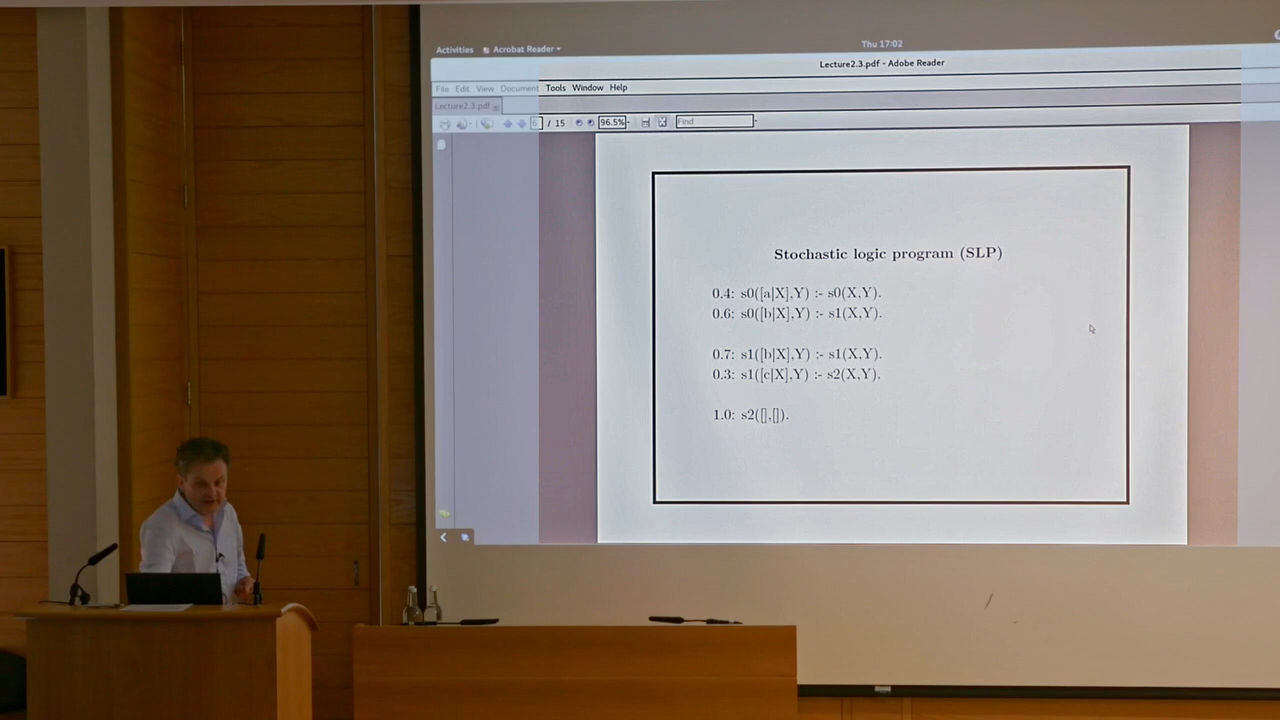 Activities Acrobat Reader Thu 17:02
Lecture2.3.pdf - Adobe Reader
File Edit View Document Tools Window Help
Lecture2.3.pdf
/ 15 96.5% Find
Stochastic logic program (SLP)
0.4: s0([a|X],Y) :- s0(X,Y).
0.6: s0([b|X],Y) :- s1(X,Y).
0.7: s1([b|X],Y) :- s1(X,Y).
0.3: s1([c|X],Y) :- s2(X,Y).
1.0: s2([],[]).